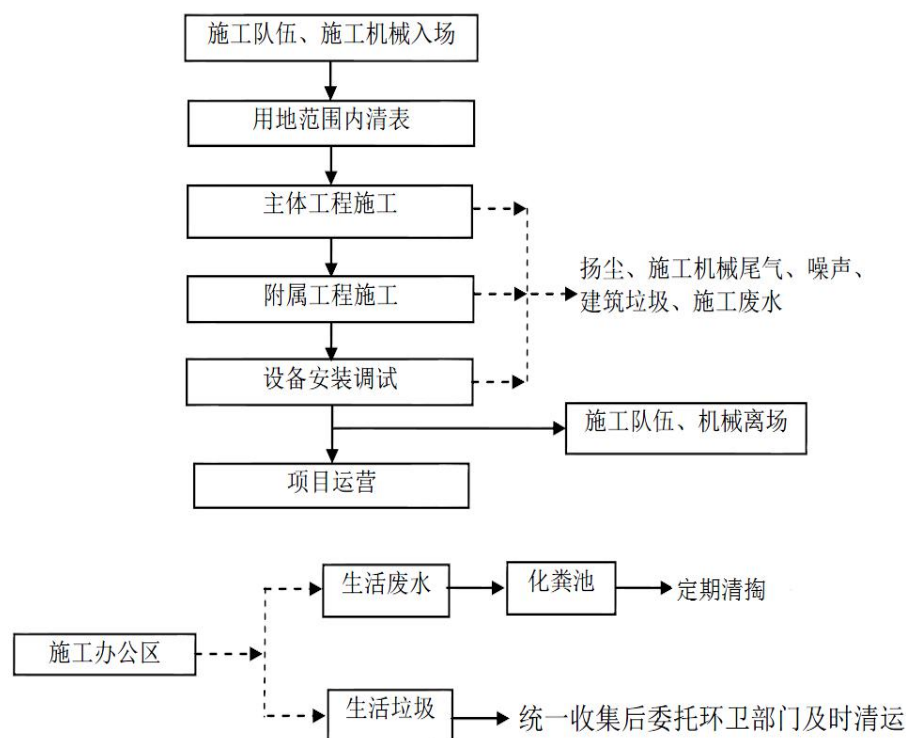 施工队伍、施工机械入场
用地范围内清表
主体工程施工
附属工程施工
扬尘、施工机械尾气、噪声、
建筑垃圾、施工废水
设备安装调试
施工队伍、机械离场
项目运营
生活废水
化粪池
定期清掏
施工办公区
生活垃圾
统一收集后委托环卫部门及时清运